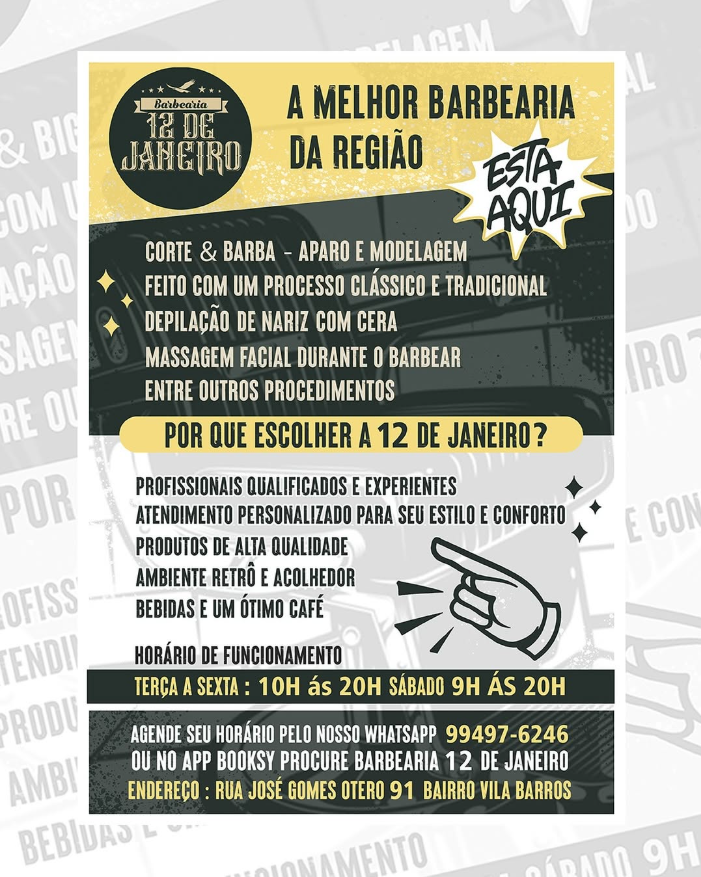 Barbearia
12 DE
JANEIRO
A MELHOR BARBEARIA
DA REGIÃO
ESTA
AQUI
CORTE & BARBA - APARO E MODELAGEM
FEITO COM UM PROCESSO CLÁSSICO E TRADICIONAL
DEPILAÇÃO DE NARIZ COM CERA
MASSAGEM FACIAL DURANTE O BARBEAR
ENTRE OUTROS PROCEDIMENTOS
POR QUE ESCOLHER A 12 DE JANEIRO?
PROFISSIONAIS QUALIFICADOS E EXPERIENTES
ATENDIMENTO PERSONALIZADO PARA SEU ESTILO E CONFORTO
PRODUTOS DE ALTA QUALIDADE
AMBIENTE RETRÔ E ACOLHEDOR
BEBIDAS E UM ÓTIMO CAFÉ
HORÁRIO DE FUNCIONAMENTO
TERÇA A SEXTA : 10H ás 20H SÁBADO 9H ÁS 20H
AGENDE SEU HORÁRIO PELO NOSSO WHATSAPP 99497-6246
OU NO APP BOOKSY PROCURE BARBEARIA 12 DE JANEIRO
ENDEREÇO : RUA JOSÉ GOMES OTERO 91 BAIRRO VILA BARROS